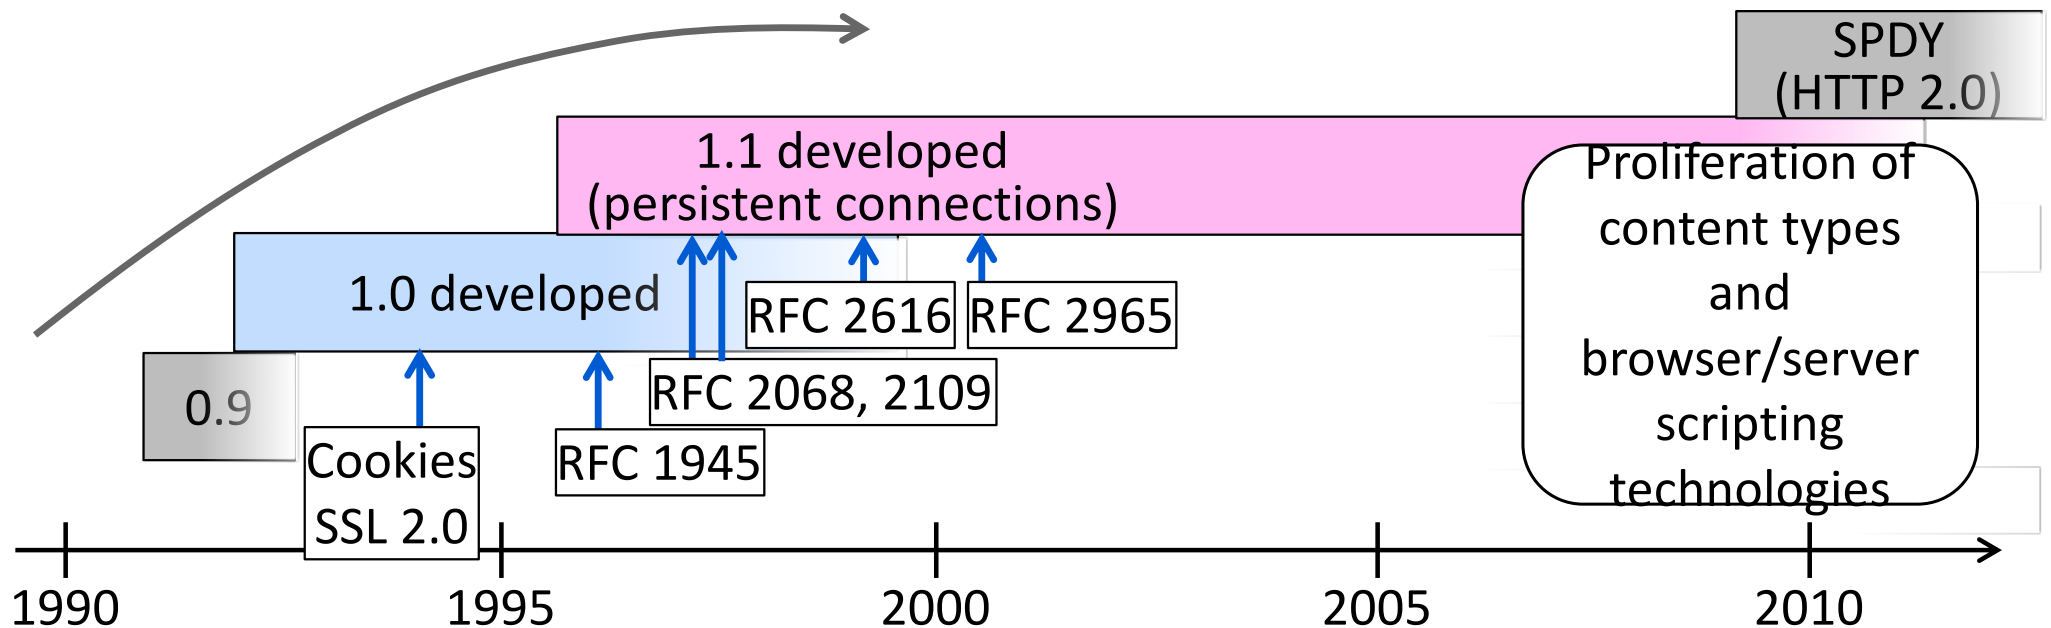 SPDY
(HTTP 2.0)
1.1 developed
(persistent connections)
Proliferation of
content types
and
browser/server
scripting
technologies
1.0 developed
RFC 2616
RFC 2965
0.9
RFC 2068, 2109
Cookies
SSL 2.0
RFC 1945
1990
1995
2000
2005
2010